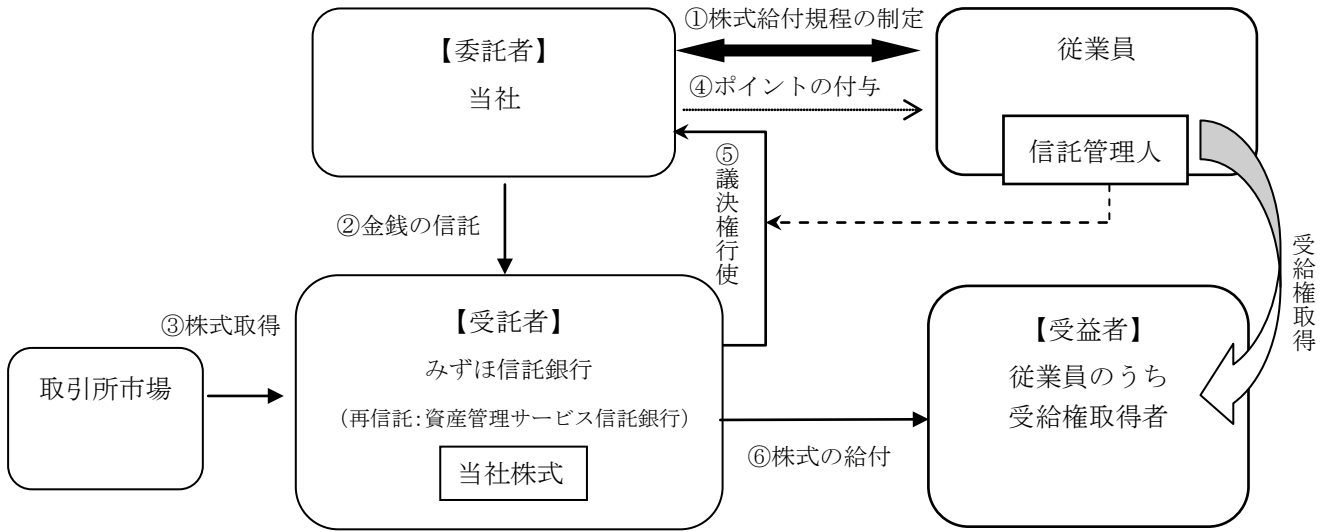 ①株式給付規程の制定
【委託者】
当社
従業員
④ポイントの付与
信託管理人
⑤議決権行使
②金銭の信託
受給権取得
③株式取得
【受託者】
みずほ信託銀行
(再信託:資産管理サービス信託銀行)
当社株式
取引所市場
【受益者】
従業員のうち
受給権取得者
⑥株式の給付